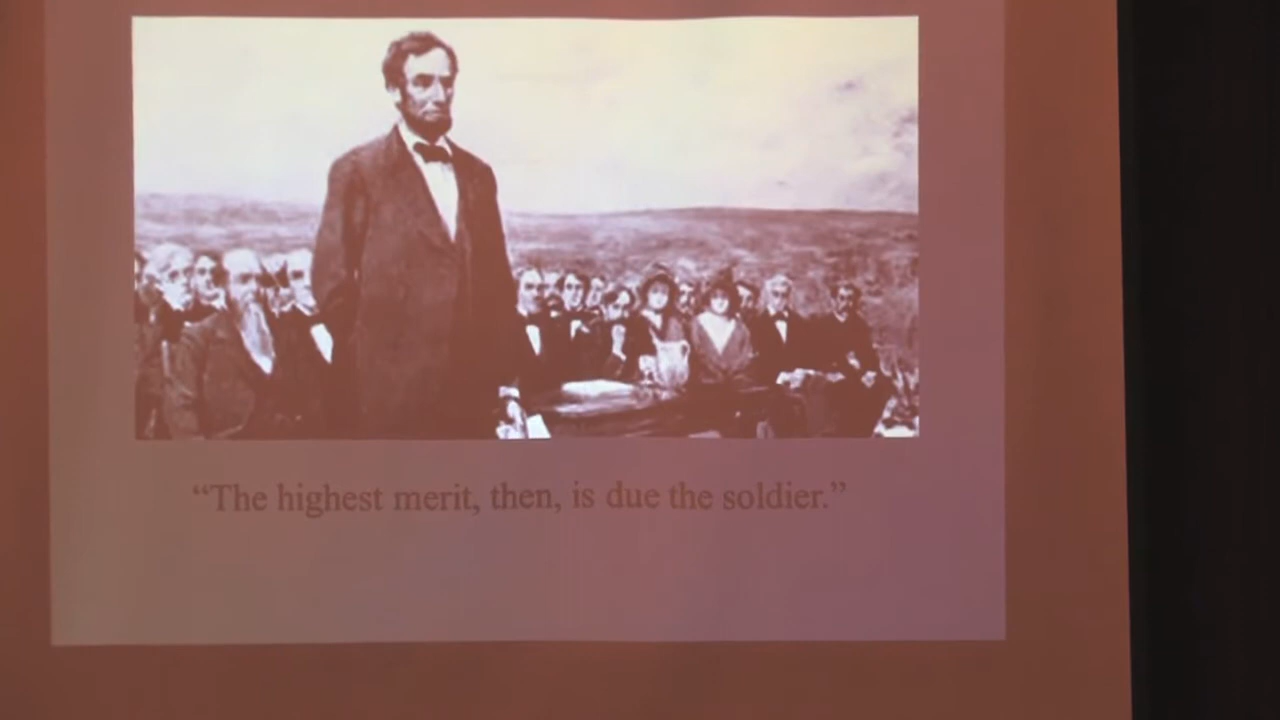 “The highest merit, then, is due the soldier.”